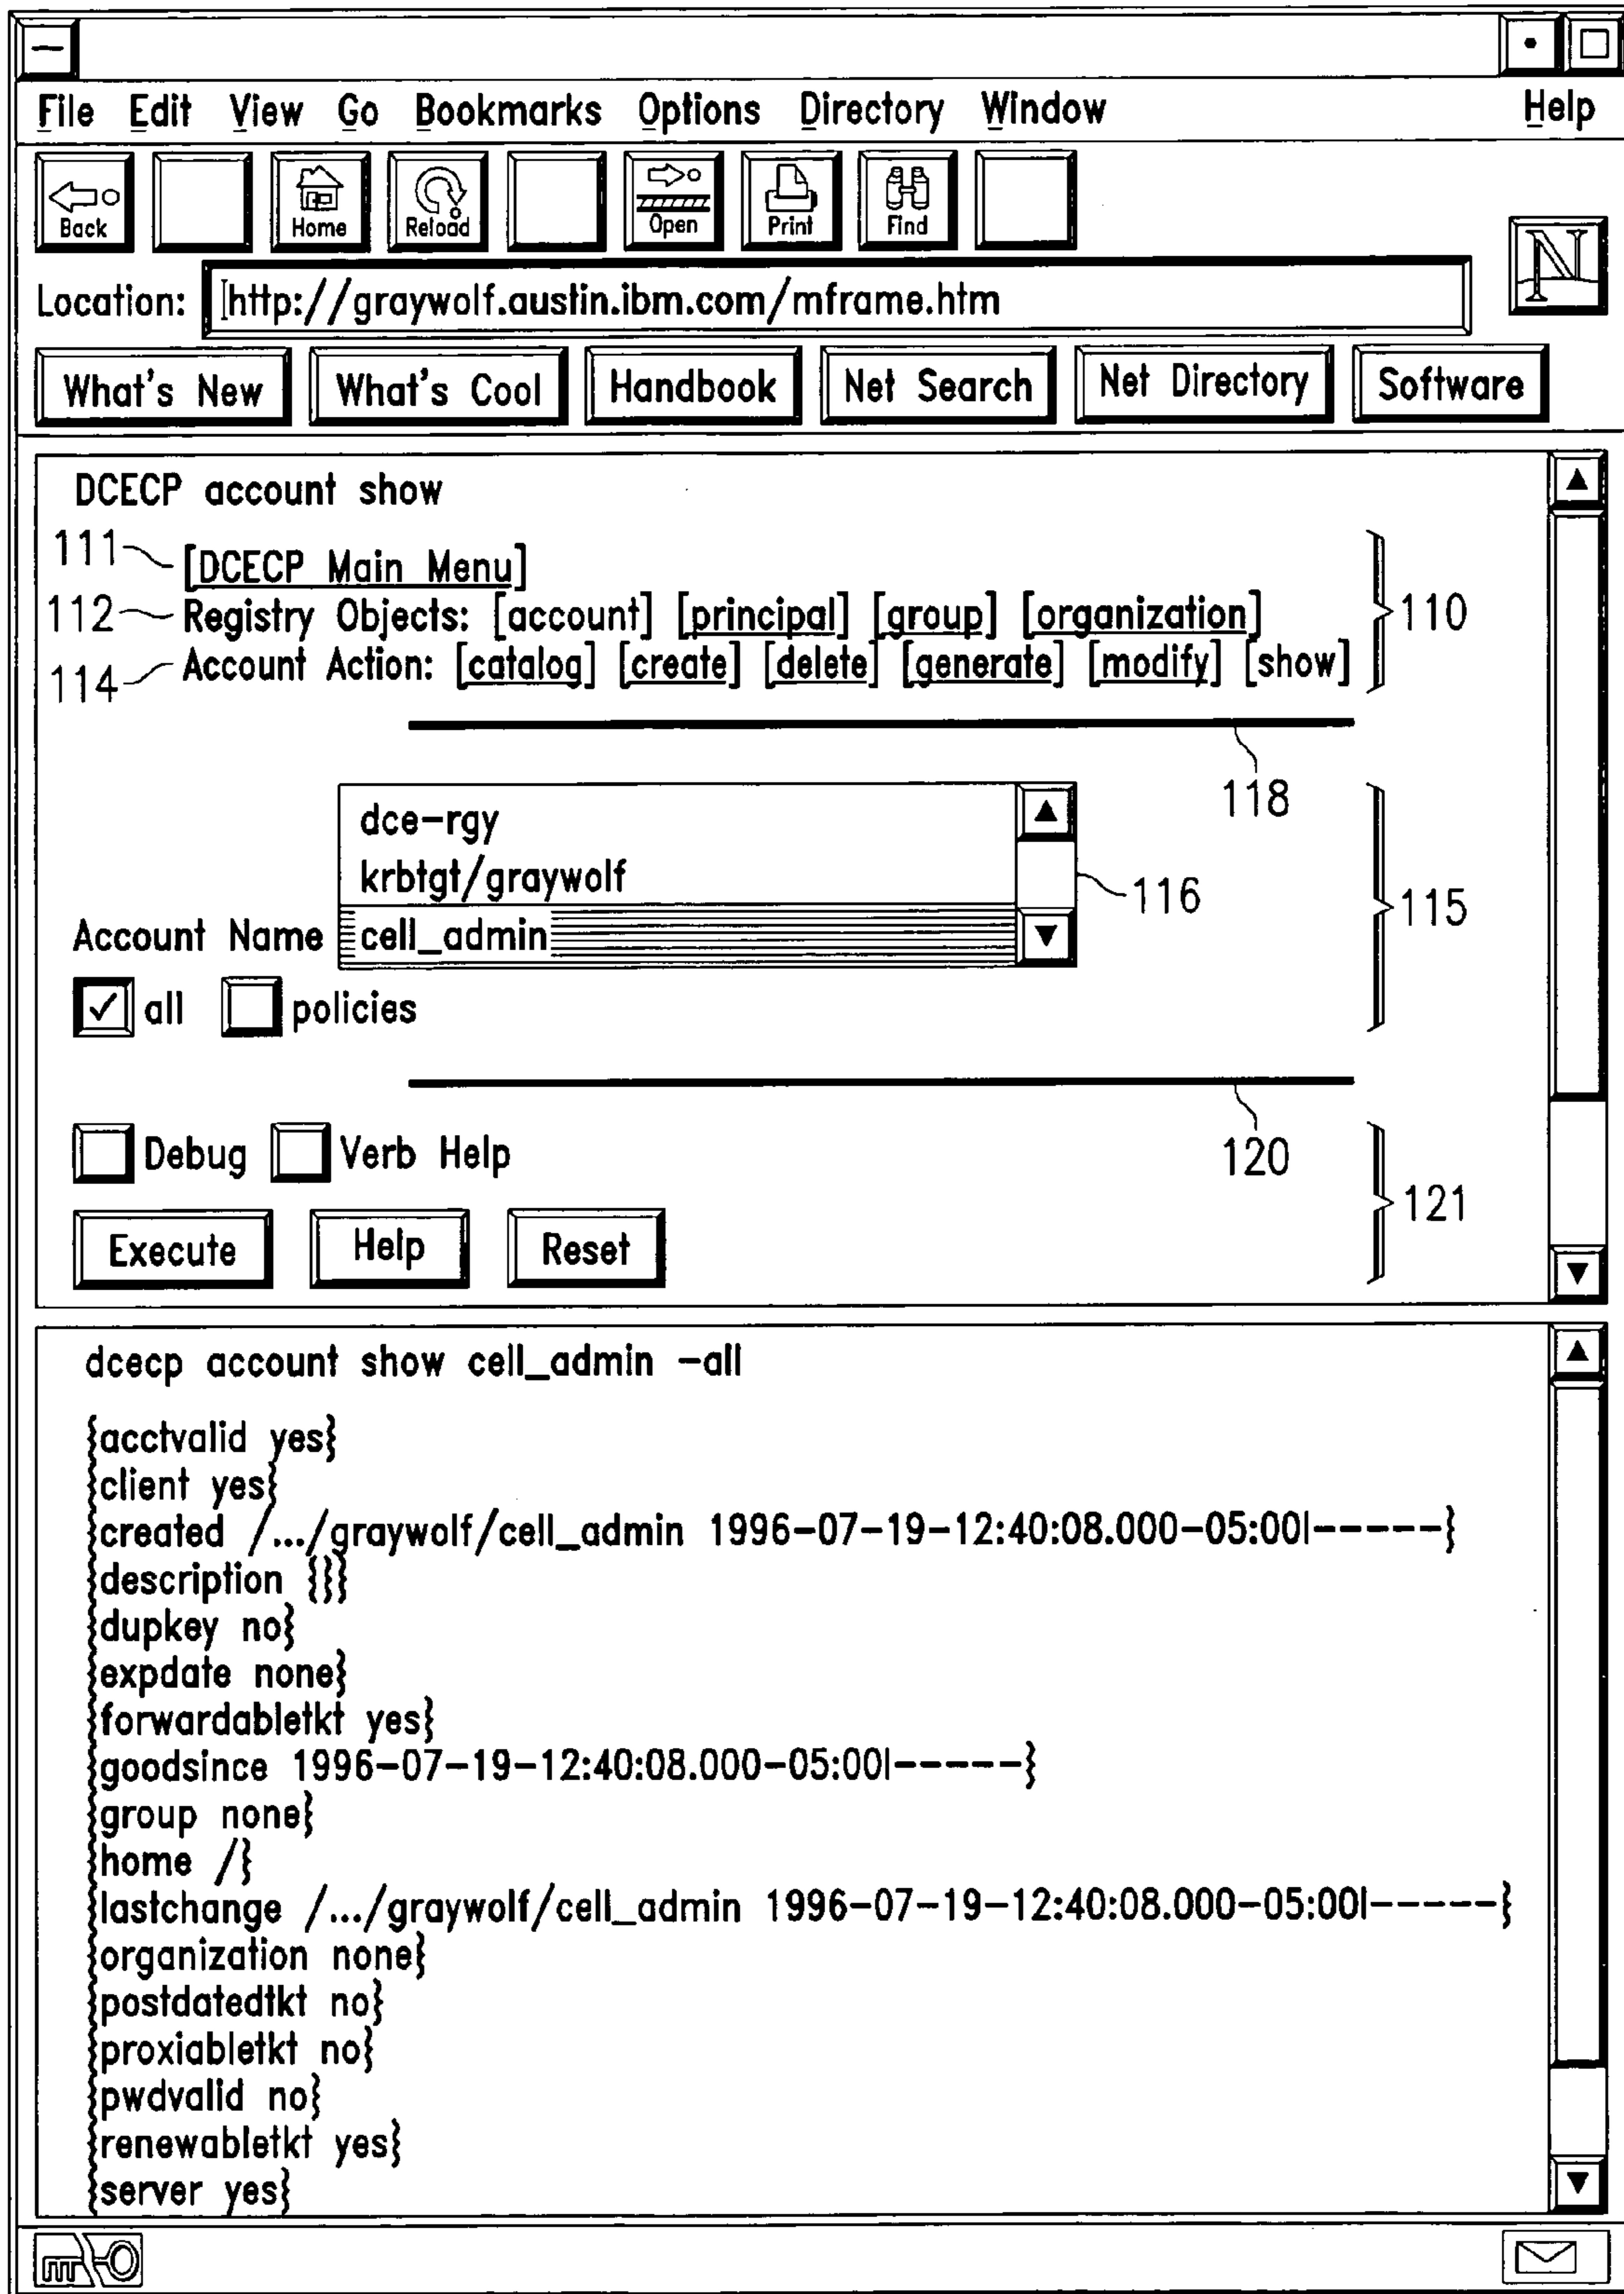 File Edit View Go Bookmarks Options Directory Window Help
Back Home Reload Open Print Find
N
Location: http://graywolf.austin.ibm.com/mframe.htm
What's New What's Cool Handbook Net Search Net Directory Software
DCECP account show
111 [DCECP Main Menu]
112 Registry Objects: [account] [principal] [group] [organization] 110
114 Account Action: [catalog] [create] [delete] [generate] [modify] [show]
118
dce-rgy
krbtgt/graywolf 116 115
Account Name cell_admin
✓ all policies
120
Debug Verb Help
121
Execute Help Reset
dcecp account show cell_admin -all
{acctvalid yes}
{client yes}
{created /.../graywolf/cell_admin 1996-07-19-12:40:08.000-05:00I------}
{description {}}
{dupkey no}
{expdate none}
{forwardabletkt yes}
{goodsince 1996-07-19-12:40:08.000-05:00I------}
{group none}
{home /}
{lastchange /.../graywolf/cell_admin 1996-07-19-12:40:08.000-05:00I------}
{organization none}
{postdatedtkt no}
{proxiabletkt no}
{pwdvalid no}
{renewabletkt yes}
{server yes}